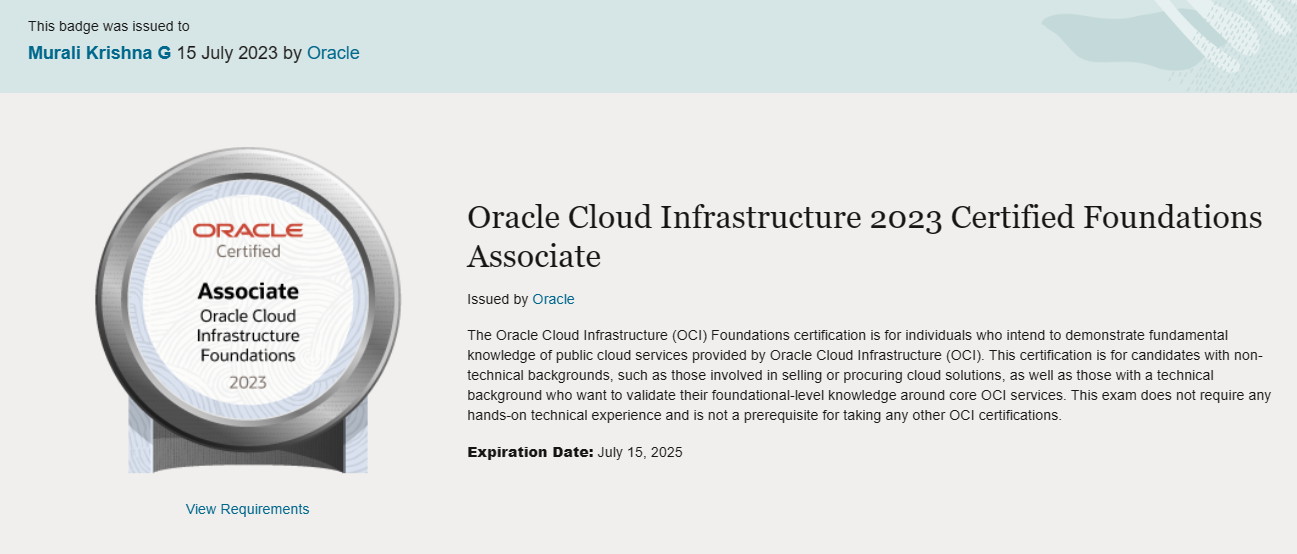 This badge was issued to
Murali Krishna G 15 July 2023 by Oracle
ORACLE
Certified
Associate
Oracle Cloud
Infrastructure
Foundations
2023
View Requirements
Oracle Cloud Infrastructure 2023 Certified Foundations
Associate
Issued by Oracle
The Oracle Cloud Infrastructure (OCI) Foundations certification is for individuals who intend to demonstrate fundamental
knowledge of public cloud services provided by Oracle Cloud Infrastructure (OCI). This certification is for candidates with non-
technical backgrounds, such as those involved in selling or procuring cloud solutions, as well as those with a technical
background who want to validate their foundational-level knowledge around core OCI services. This exam does not require any
hands-on technical experience and is not a prerequisite for taking any other OCI certifications.
Expiration Date: July 15, 2025